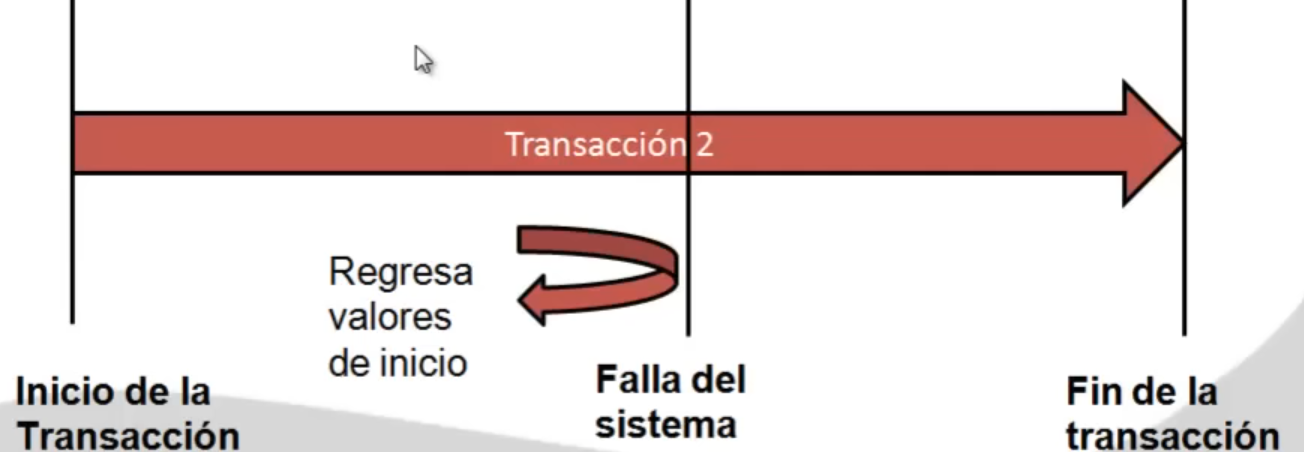 Transacción 2
Regresa
valores
de inicio
Inicio de la
Transacción
Falla del
sistema
Fin de la
transacción